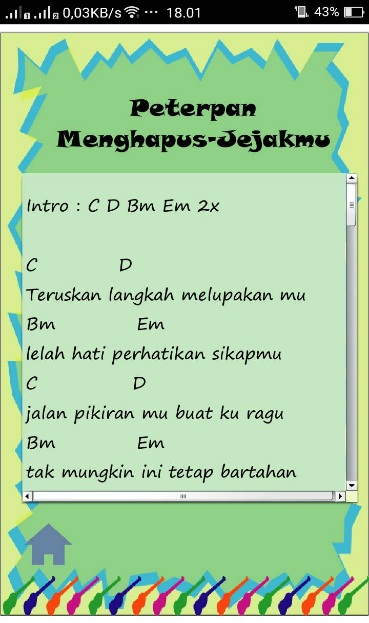 0,03KB/s ... 18.01 43%
Peterpan
Menghapus-Jejakmu
Intro : C D Bm Em 2x
C D
Teruskan langkah melupakan mu
Bm Em
lelah hati perhatikan sikapmu
C D
jalan pikiran mu buat ku ragu
Bm Em
tak mungkin ini tetap bartahan